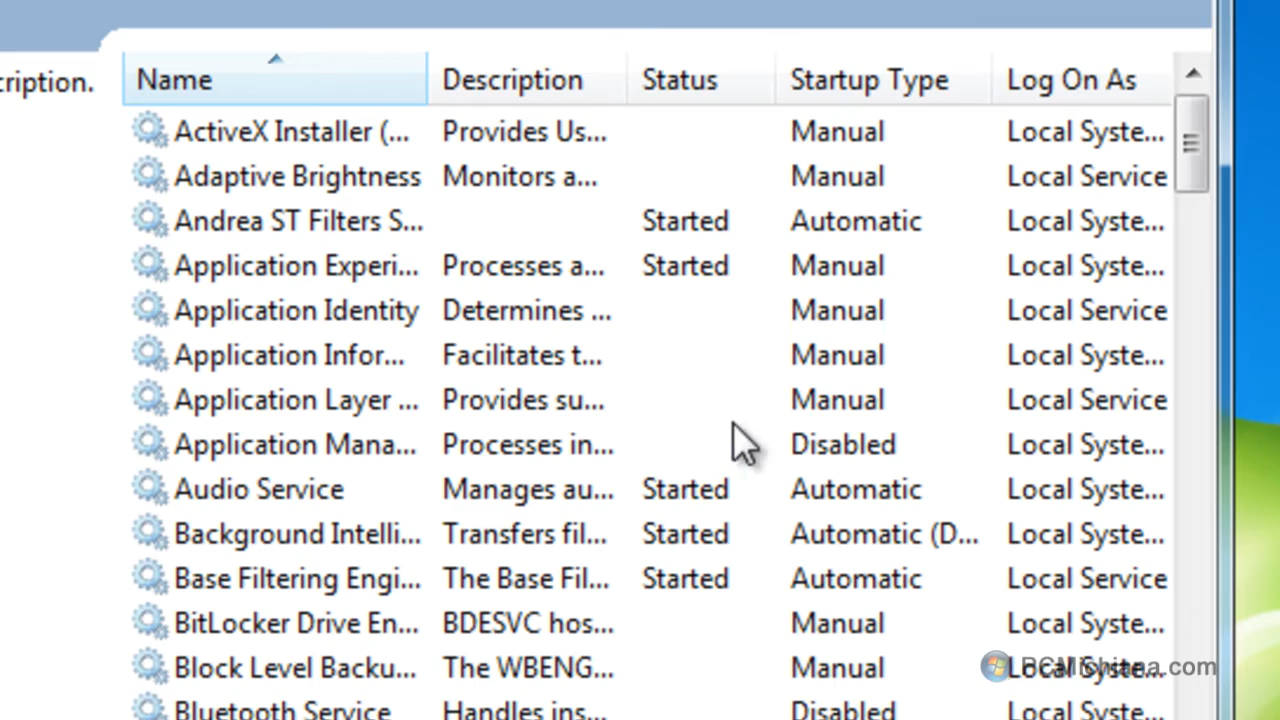 cription.
Name Description Status Startup Type Log On As
ActiveX Installer (... Provides Us... Manual Local Syste...
Adaptive Brightness Monitors a... Manual Local Service
Andrea ST Filters S... Started Automatic Local Syste...
Application Experi... Processes a... Started Manual Local Syste...
Application Identity Determines ... Manual Local Service
Application Infor... Facilitates t... Manual Local Syste...
Application Layer ... Provides su... Manual Local Service
Application Mana... Processes in... Disabled Local Syste...
Audio Service Manages au... Started Automatic Local Syste...
Background Intelli... Transfers fil... Started Automatic (D... Local Syste...
Base Filtering Engi... The Base Fil... Started Automatic Local Service
BitLocker Drive En... BDESVC hos... Manual Local Syste...
Block Level Backu... The WBENG... Manual Local Syste...
PCMichiana.com
Bluetooth Service Handles ins... Disabled Local Syste...